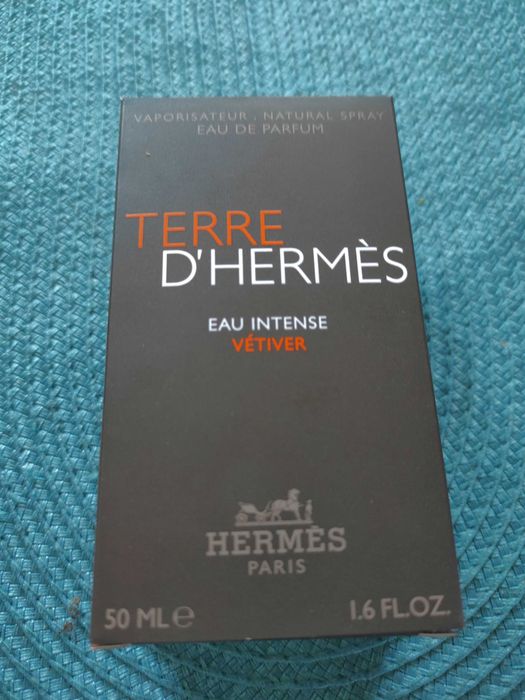 VAPORISATEUR . NATURAL SPRAY
EAU DE PARFUM
TERRE
D'HERMÈS
EAU INTENSE
VÉTIVER
HERMÈS
PARIS
50 ML ℮ 1.6 FL.OZ.